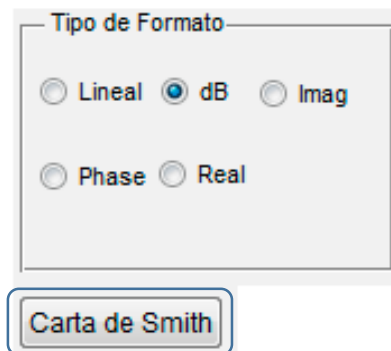 Tipo de Formato
Lineal dB Imag
Phase Real
Carta de Smith